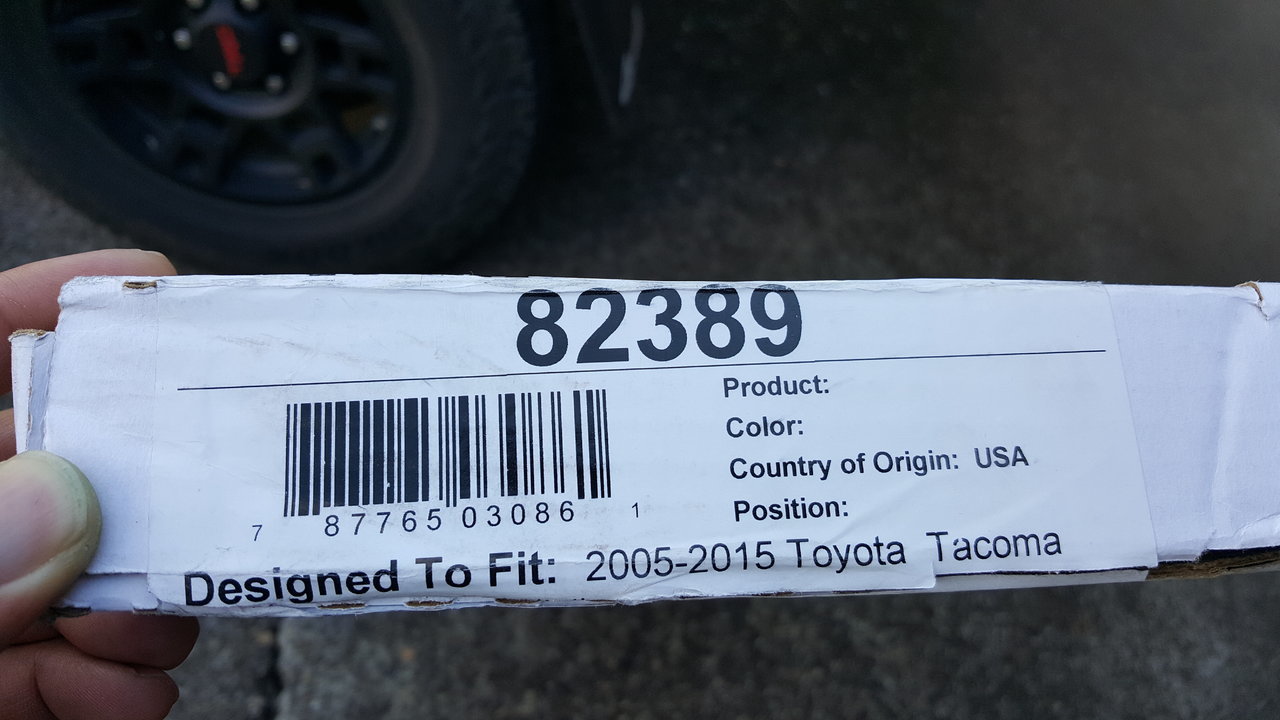 82389
Product:
Color:
Country of Origin: USA
Position:
7 87765 03086 1
Designed To Fit: 2005-2015 Toyota Tacoma